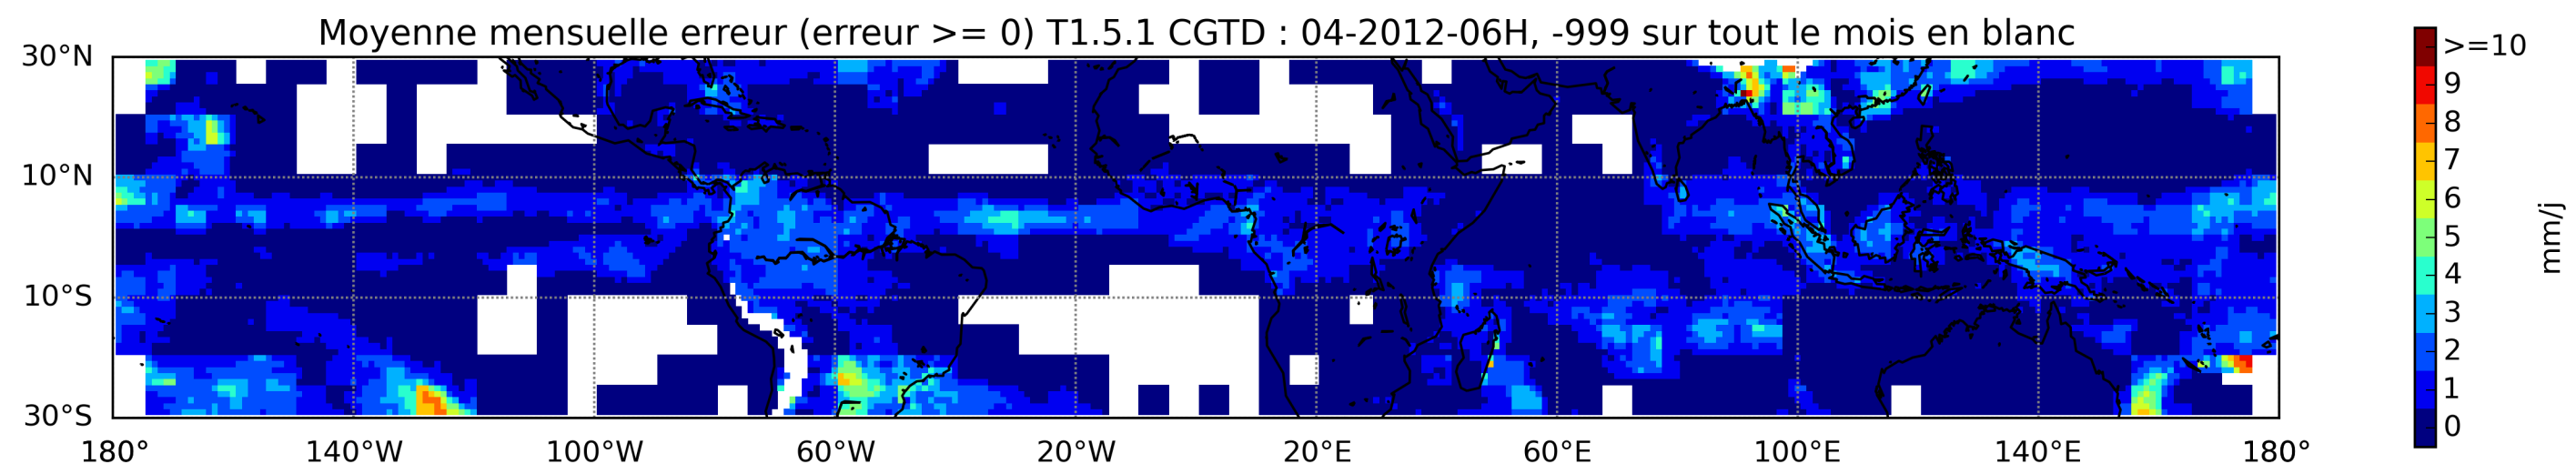 Moyenne mensuelle erreur (erreur >= 0) T1.5.1 CGTD : 04-2012-06H, -999 sur tout le mois en blanc
30°N
10°N
10°S
30°S
180° 140°W 100°W 60°W 20°W 20°E 60°E 100°E 140°E 180°
>=10
9
8
7
6
5
4
3
2
1
0
mm/j